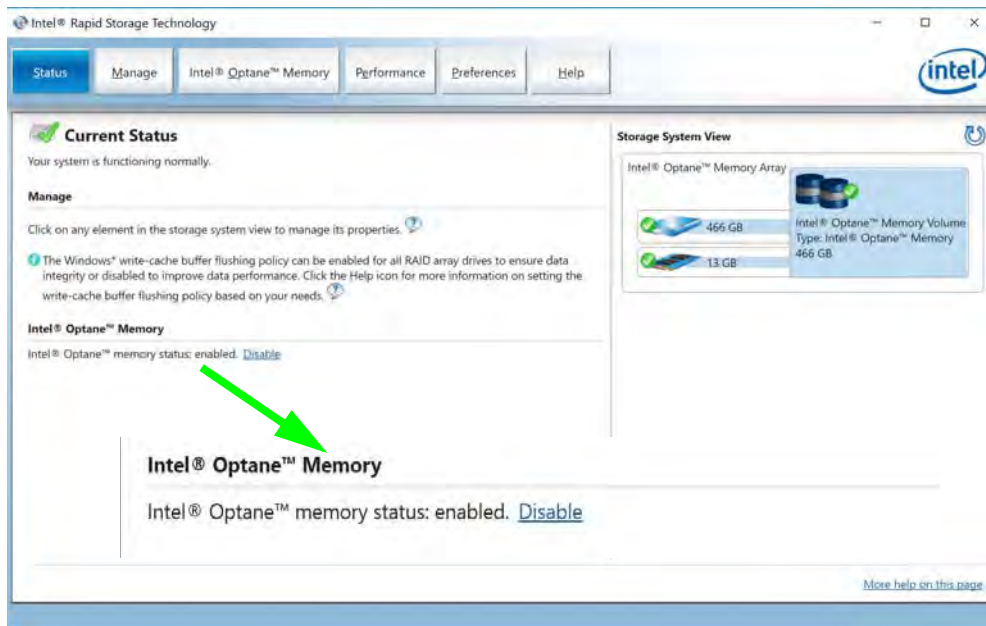 Intel® Rapid Storage Technology
Status
Manage
Intel® Optane™ Memory
Performance
Preferences
Help
intel
Current Status
Your system is functioning normally.
Manage
Click on any element in the storage system view to manage its properties.
The Windows* write-cache buffer flushing policy can be enabled for all RAID array drives to ensure data
integrity or disabled to improve data performance. Click the Help icon for more information on setting the
write-cache buffer flushing policy based on your needs.
Intel® Optane™ Memory
Intel® Optane™ memory status: enabled. Disable
Storage System View
Intel® Optane™ Memory Array
466 GB
13 GB
Intel® Optane™ Memory Volume
Type: Intel® Optane™ Memory
466 GB
Intel® Optane™ Memory
Intel® Optane™ memory status: enabled. Disable
More help on this page